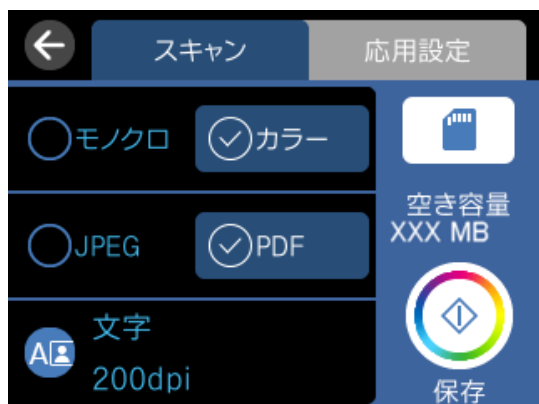 スキャン
応用設定
モノクロ
カラー
JPEG
PDF
A
文字
200dpi
空き容量
XXX MB
保存